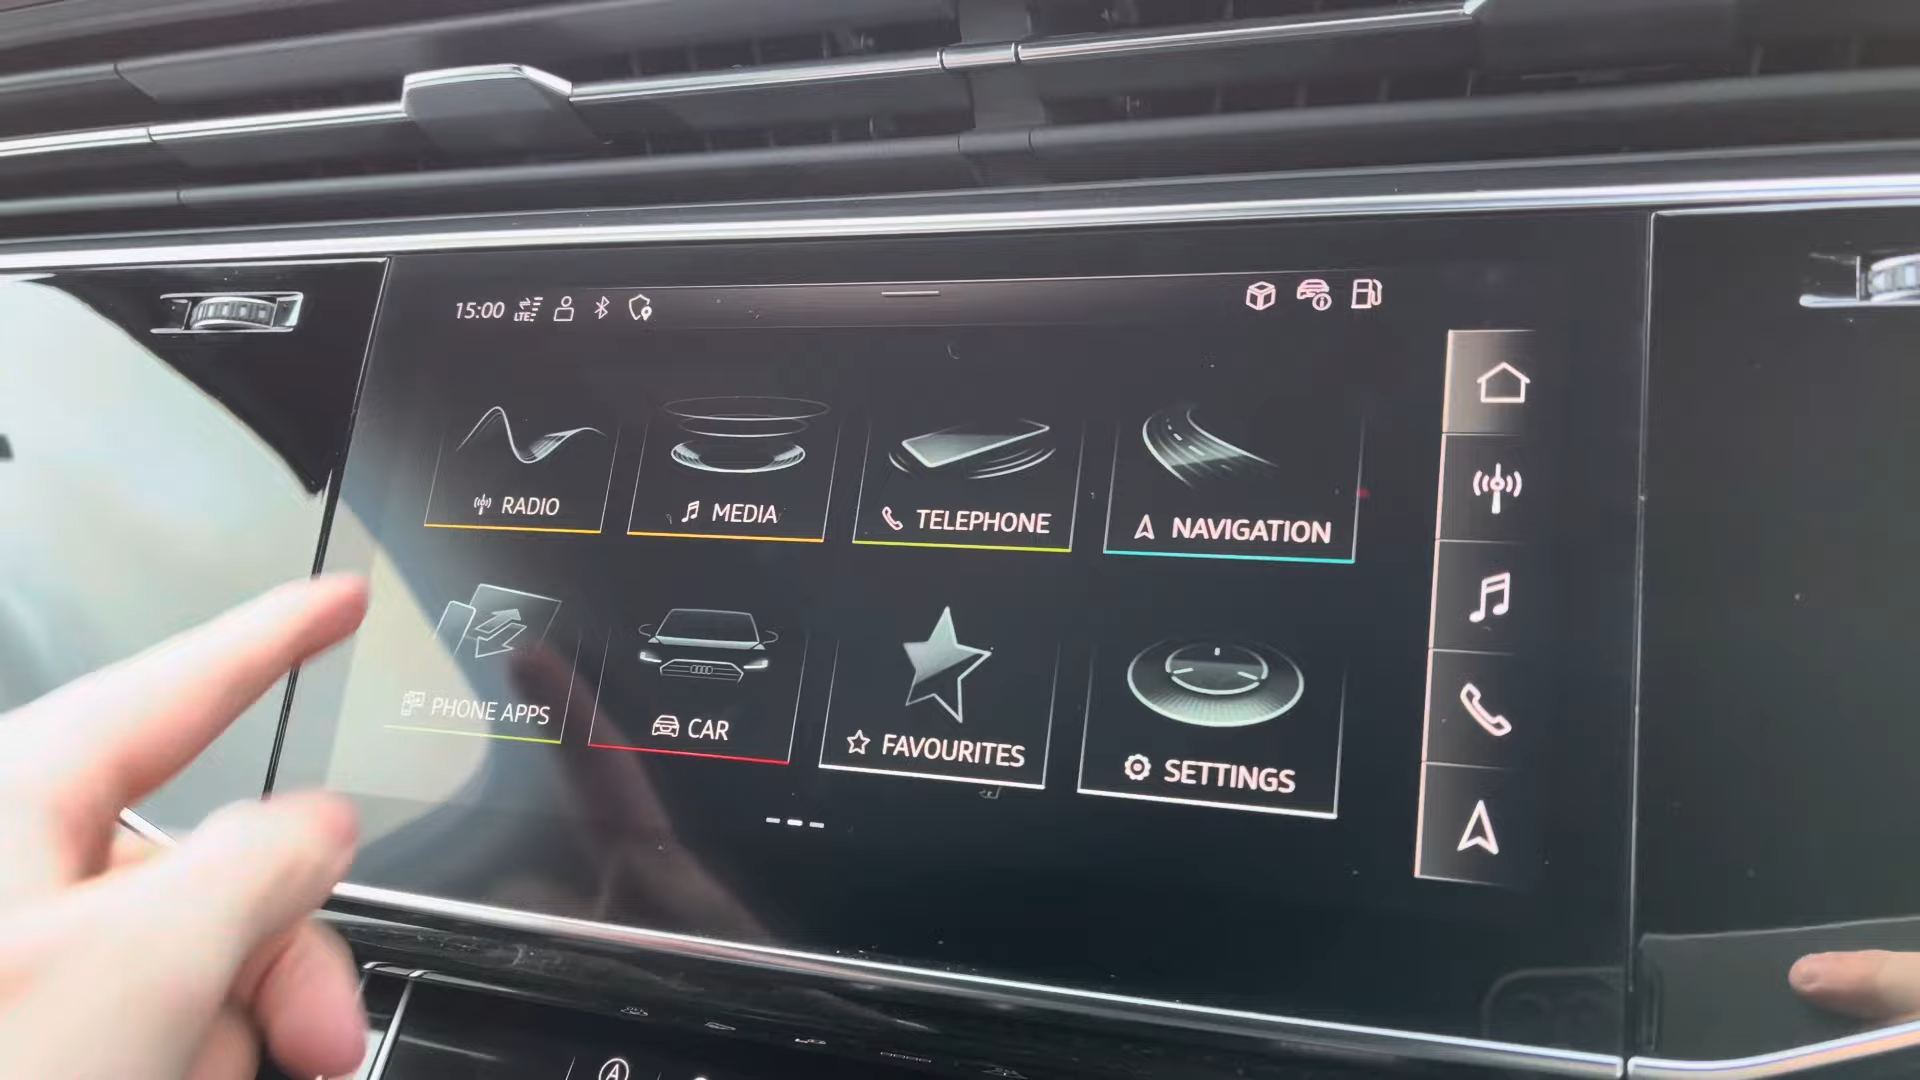 15:00 LTE
RADIO
MEDIA
TELEPHONE
NAVIGATION
PHONE APPS
CAR
FAVOURITES
SETTINGS
A